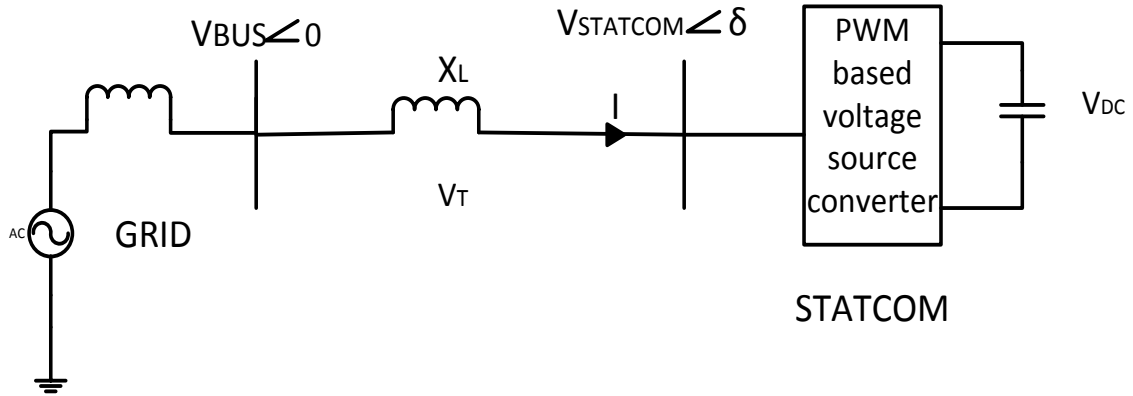 VBUS∠0
VSTATCOM∠δ
XL
I
PWM
based
voltage
source
converter
VDC
VT
AC
GRID
STATCOM